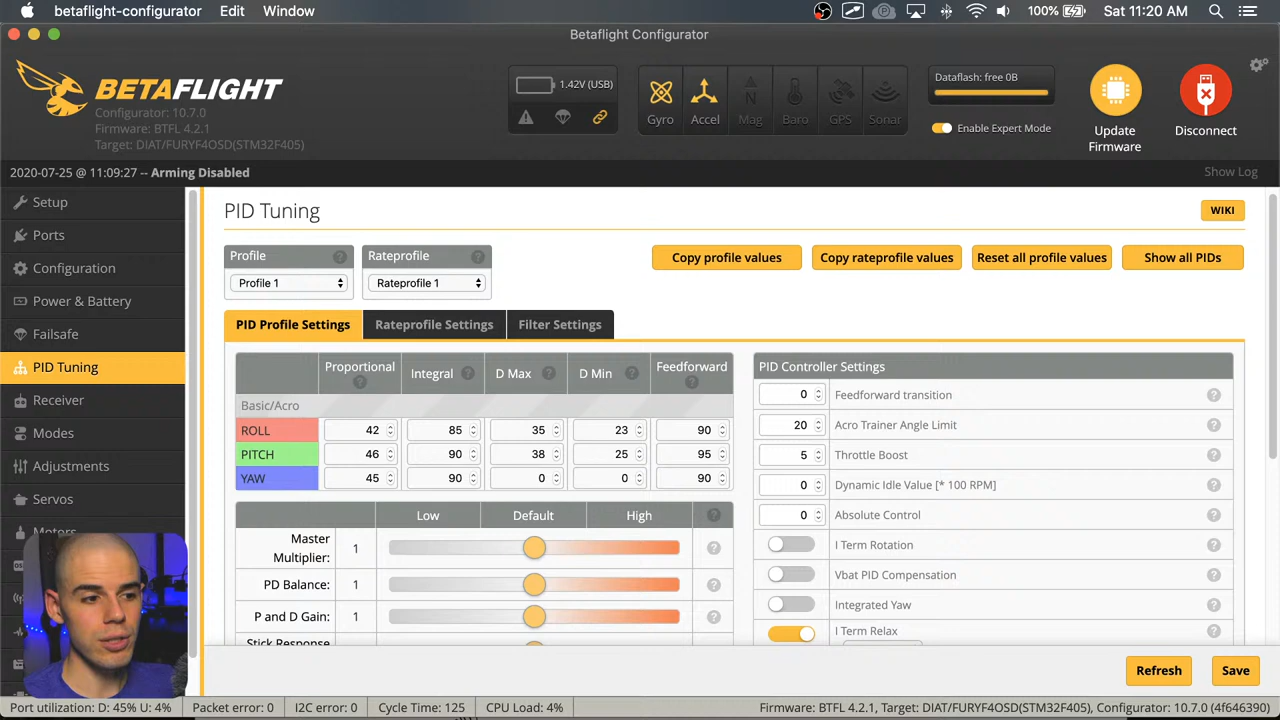 betaflight-configurator Edit Window 100% Sat 11:20 AM
Betaflight Configurator
BETAFLIGHT
Configurator: 10.7.0
Firmware: BTFL 4.2.1
Target: DIAT/FURYF4OSD(STM32F405)
1.42V (USB)
Gyro Accel Mag Baro GPS Sonar
Dataflash: free 0B
Enable Expert Mode
Update Firmware
Disconnect
2020-07-25 @ 11:09:27 -- Arming Disabled
Show Log
Setup
Ports
Configuration
Power & Battery
Failsafe
PID Tuning
Receiver
Modes
Adjustments
Servos
Motors
PID Tuning
WIKI
Profile
Profile 1
Rateprofile
Rateprofile 1
Copy profile values
Copy rateprofile values
Reset all profile values
Show all PIDs
PID Profile Settings Rateprofile Settings Filter Settings
Proportional Integral D Max D Min Feedforward
Basic/Acro
ROLL 42 85 35 23 90
PITCH 46 90 38 25 95
YAW 45 90 0 0 90
Low Default High
Master Multiplier: 1
PD Balance: 1
P and D Gain: 1
Stick Response
PID Controller Settings
0 Feedforward transition
20 Acro Trainer Angle Limit
5 Throttle Boost
0 Dynamic Idle Value [* 100 RPM]
0 Absolute Control
I Term Rotation
Vbat PID Compensation
Integrated Yaw
I Term Relax
Refresh
Save
Port utilization: D: 45% U: 4% Packet error: 0 I2C error: 0 Cycle Time: 125 CPU Load: 4% Firmware: BTFL 4.2.1, Target: DIAT/FURYF4OSD(STM32F405), Configurator: 10.7.0 (4f646390)